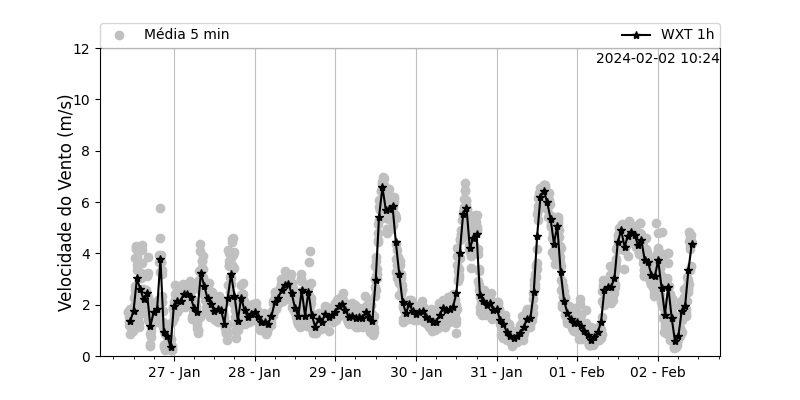 Média 5 min
WXT 1h
2024-02-02 10:24
Velocidade do Vento (m/s)
12
10
8
6
4
2
0
27 - Jan
28 - Jan
29 - Jan
30 - Jan
31 - Jan
01 - Feb
02 - Feb